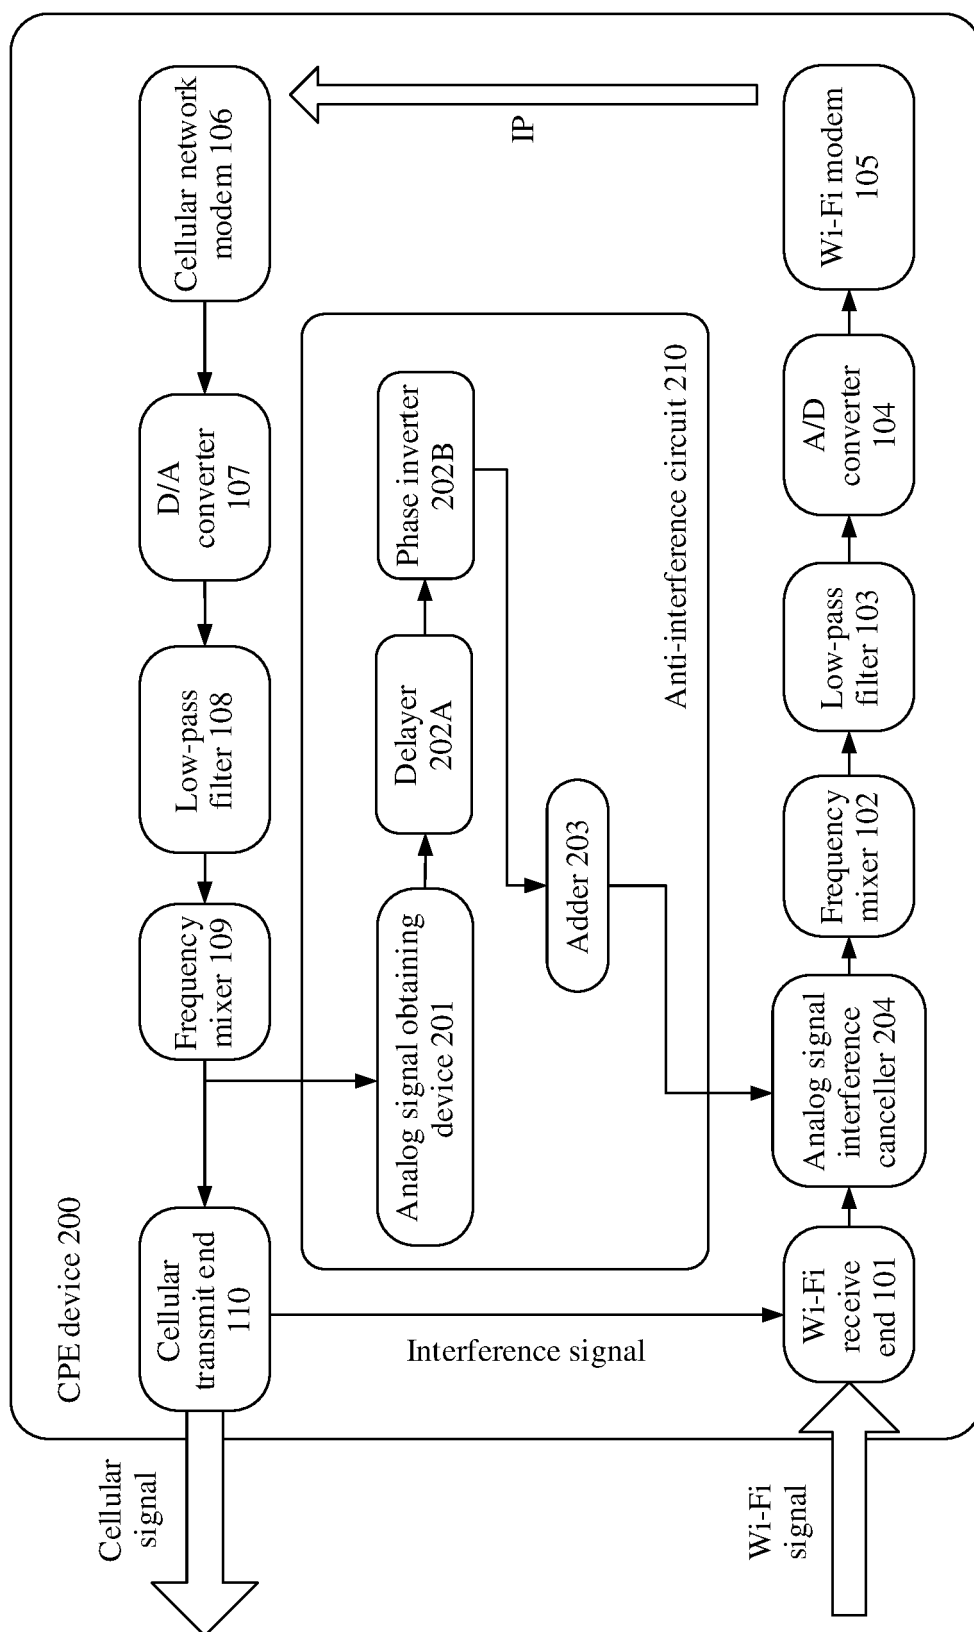 CPE device 200
Cellular
signal
Cellular
transmit end
110
Frequency
mixer 109
Low-pass
filter 108
D/A
converter
107
Cellular network
modem 106
IP
Interference signal
Analog signal obtaining
device 201
Delayer
202A
Phase inverter
202B
Adder 203
Anti-interference circuit 210
Wi-Fi
signal
Wi-Fi
receive
end 101
Analog signal
interference
canceller 204
Frequency
mixer 102
Low-pass
filter 103
A/D
converter
104
Wi-Fi modem
105